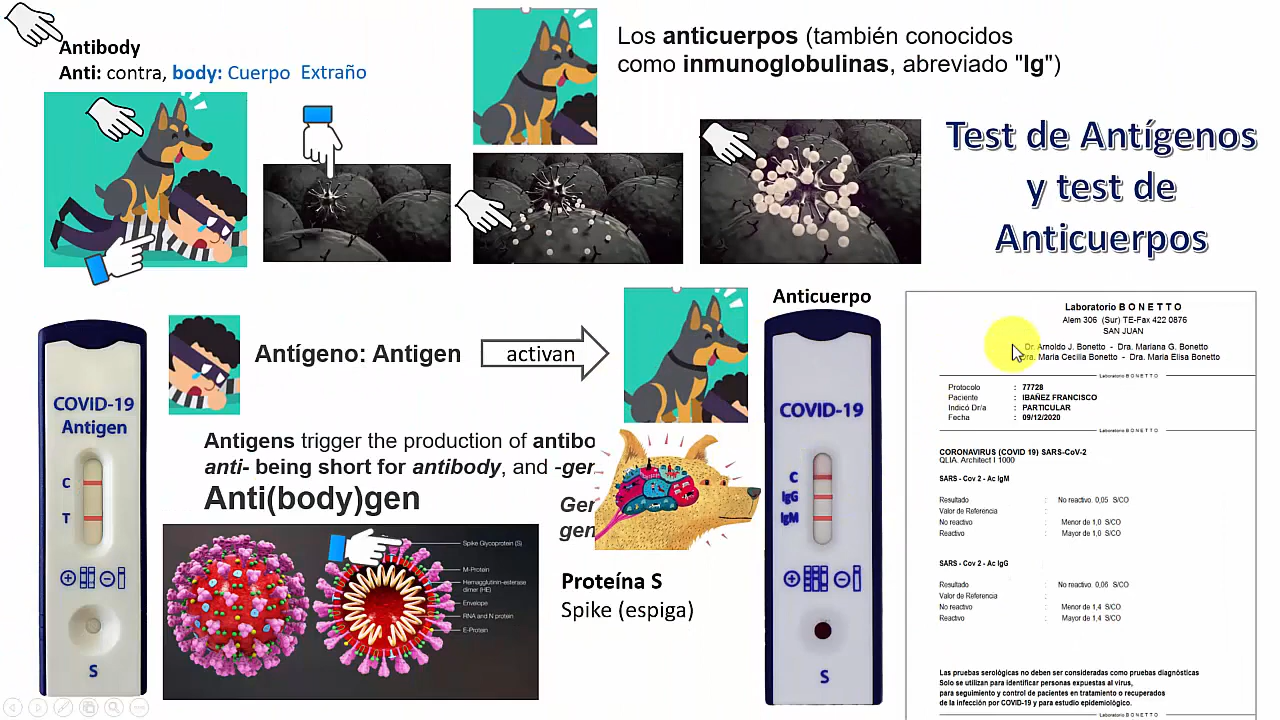 Antibody
Anti: contra, body: Cuerpo Extraño
Los anticuerpos (también conocidos
como inmunoglobulinas, abreviado "Ig")
Test de Antígenos
y test de
Anticuerpos
Antígeno: Antigen
activan
Anticuerpo
COVID-19
Antigen
C
T
S
Antigens trigger the production of antibo
anti- being short for antibody, and -ger
Anti(body)gen
Ger
gen
Spike Glycoprotein (S)
M-Protein
Hemagglutinin-esterase
dimer (HE)
Envelope
RNA and N protein
E-Protein
Proteína S
Spike (espiga)
COVID-19
C
IgG
IgM
S
Laboratorio B O N E T T O
Alem 306 (Sur) TE-Fax 422 0876
SAN JUAN
Dr. Arnoldo J. Bonetto - Dra. Mariana G. Bonetto
Dra. Maria Cecilia Bonetto - Dra. Maria Elisa Bonetto
Laboratorio B O N E T T O
Protocolo : 77728
Paciente : IBAÑEZ FRANCISCO
Indicó Dr/a : PARTICULAR
Fecha : 09/12/2020
Laboratorio B O N E T T O
CORONAVIRUS (COVID 19) SARS-CoV-2
QLIA. Architect I 1000
SARS - Cov 2 - Ac IgM
Resultado : No reactivo 0,05 S/CO
Valor de Referencia :
No reactivo : Menor de 1,0 S/CO
Reactivo : Mayor de 1,0 S/CO
SARS - Cov 2 - Ac IgG
Resultado : No reactivo 0,06 S/CO
Valor de Referencia :
No reactivo : Menor de 1,4 S/CO
Reactivo : Mayor de 1,4 S/CO
Las pruebas serológicas no deben ser consideradas como pruebas diagnósticas
Solo se utilizan para identificar personas expuestas al virus,
para seguimiento y control de pacientes en tratamiento o recuperados
de la infección por COVID-19 y para estudio epidemiológico.
Laboratorio B O N E T T O